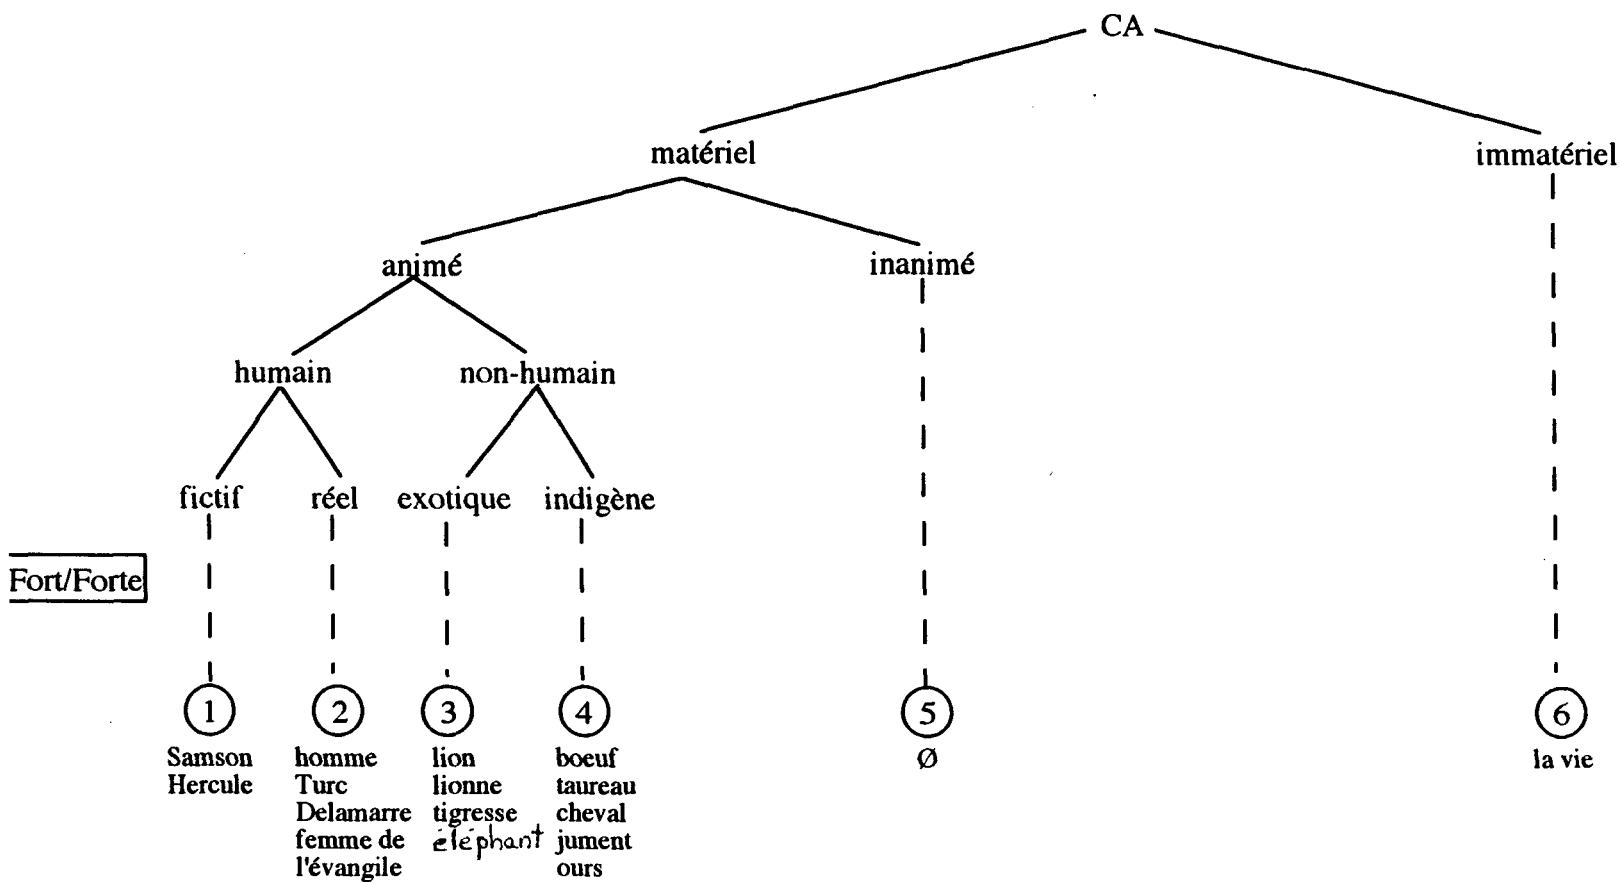 CA
matériel
immatériel
animé
inanimé
humain
non-humain
fictif
réel
exotique
indigène
Fort/Forte
1
2
3
4
5
6
Samson
Hercule
homme
Turc
Delamarre
femme de
l'évangile
lion
lionne
tigresse
éléphant
boeuf
taureau
cheval
jument
ours
Ø
la vie